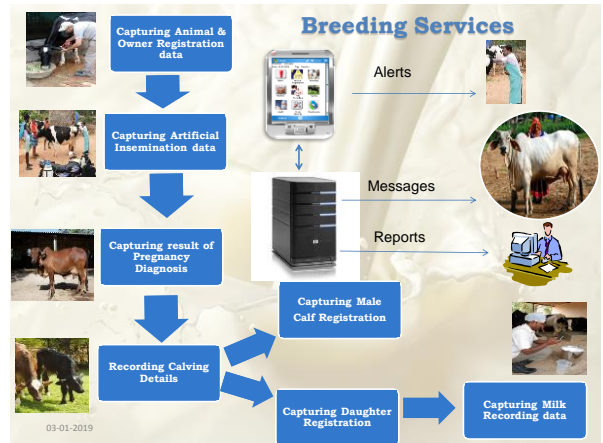 Breeding Services
Capturing Animal &
Owner Registration
data
Capturing Artificial
Insemination data
Capturing result of
Pregnancy
Diagnosis
Recording Calving
Details
Capturing Male
Calf Registration
Capturing Daughter
Registration
Capturing Milk
Recording data
Alerts
Messages
Reports
03-01-2019